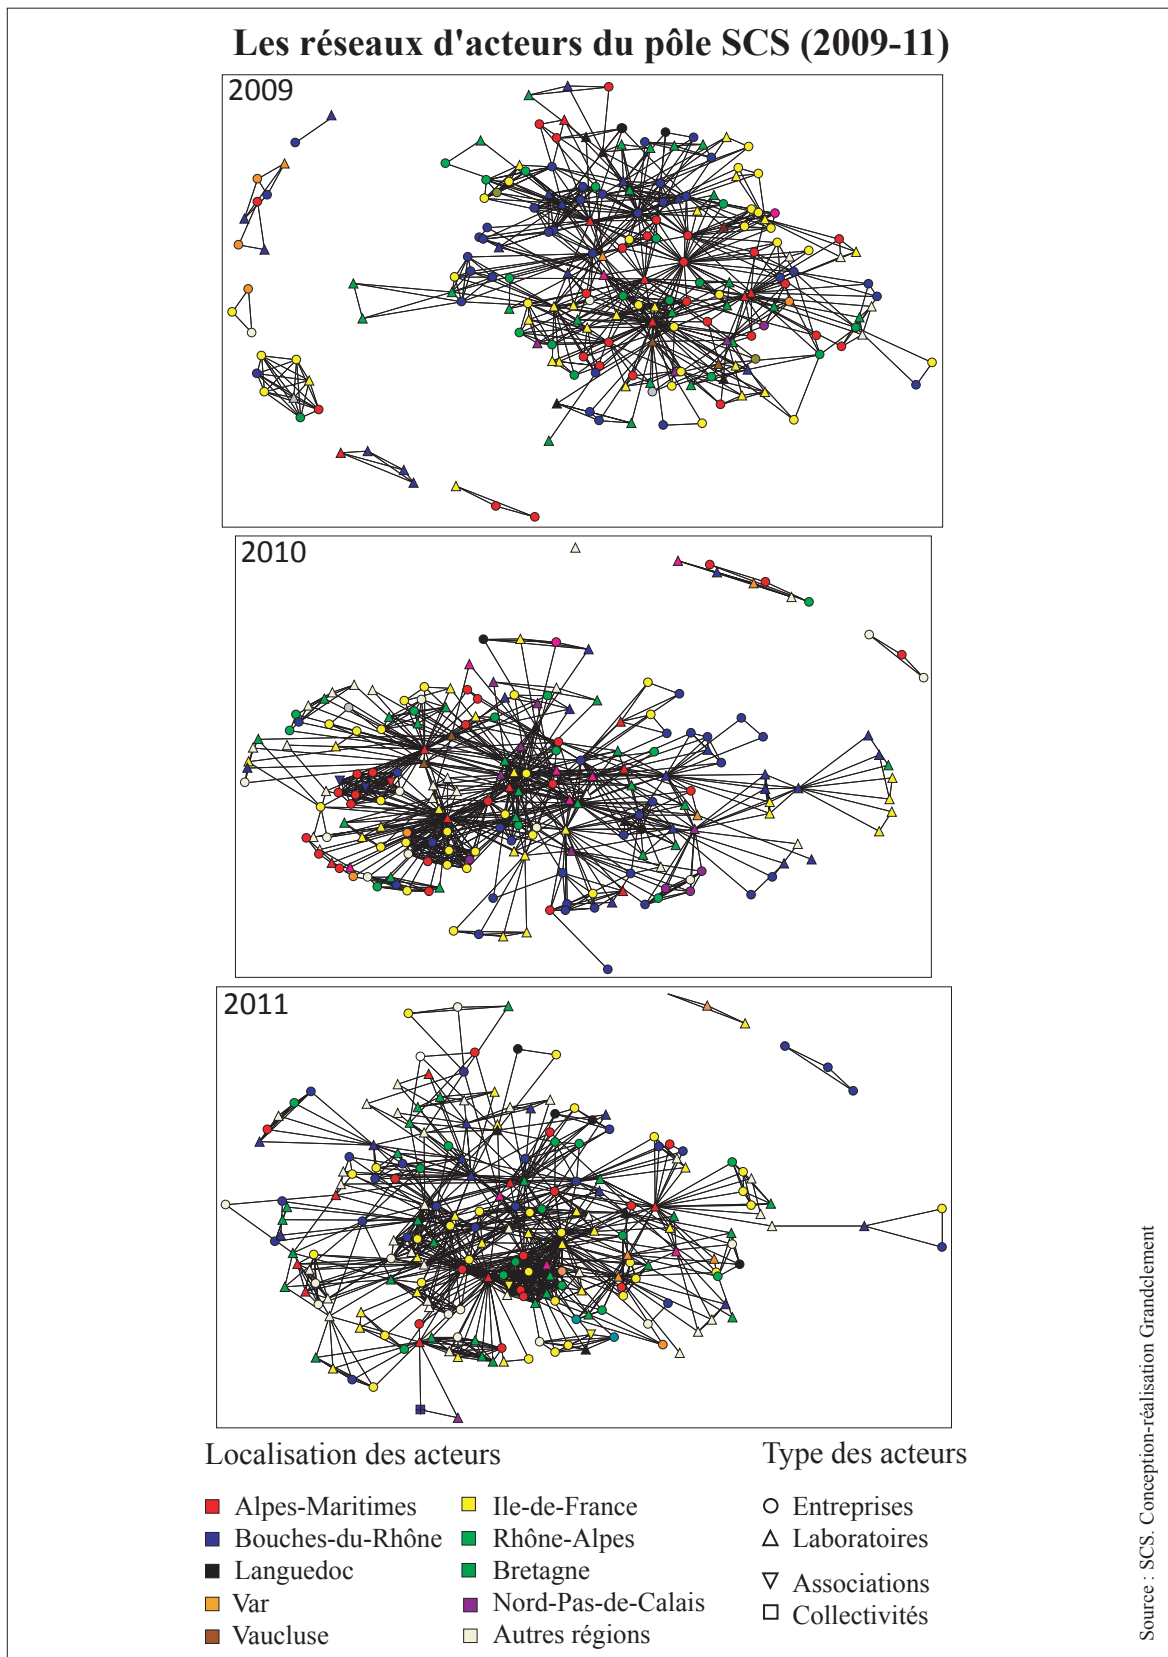 Les réseaux d'acteurs du pôle SCS (2009-11)
2009
2010
2011
Localisation des acteurs
Alpes-Maritimes
Bouches-du-Rhône
Languedoc
Var
Vaucluse
Ile-de-France
Rhône-Alpes
Bretagne
Nord-Pas-de-Calais
Autres régions
Type des acteurs
Entreprises
Laboratoires
Associations
Collectivités
Source : SCS. Conception-réalisation Grandclement